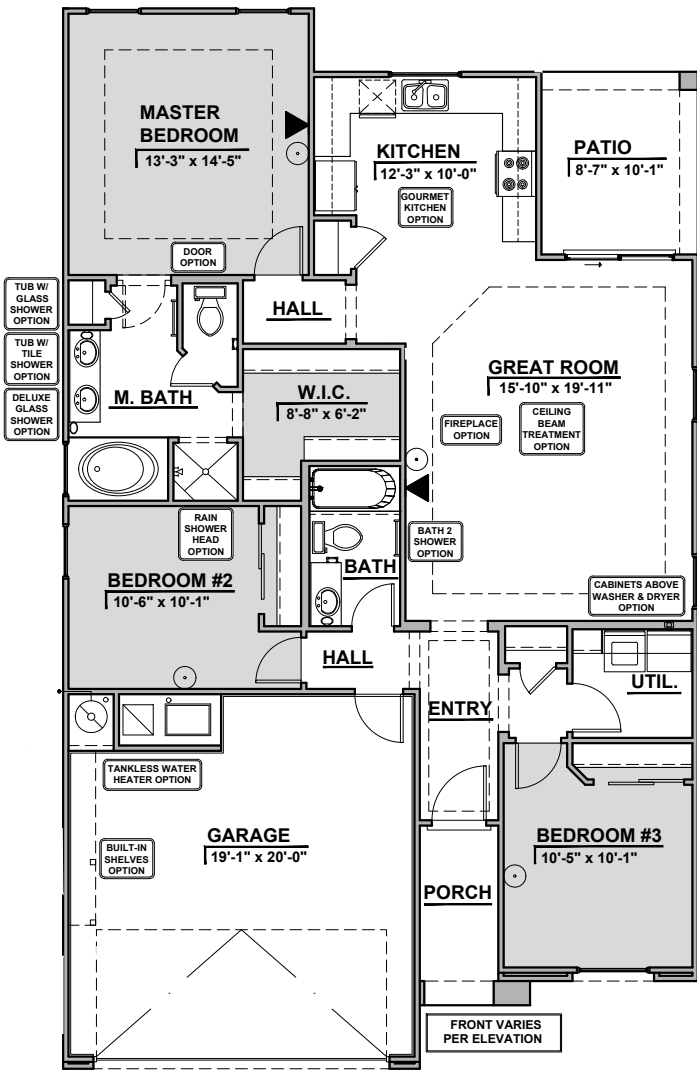 MASTER
BEDROOM
13'-3" x 14'-5"
KITCHEN
12'-3" x 10'-0"
GOURMET
KITCHEN
OPTION
PATIO
8'-7" x 10'-1"
DOOR
OPTION
TUB W/
GLASS
SHOWER
OPTION
TUB W/
TILE
SHOWER
OPTION
DELUXE
GLASS
SHOWER
OPTION
HALL
M. BATH
W.I.C.
8'-8" x 6'-2"
GREAT ROOM
15'-10" x 19'-11"
FIREPLACE
OPTION
CEILING
BEAM
TREATMENT
OPTION
RAIN
SHOWER
HEAD
OPTION
BATH 2
SHOWER
OPTION
BEDROOM #2
10'-6" x 10'-1"
BATH
CABINETS ABOVE
WASHER & DRYER
OPTION
HALL
UTIL.
ENTRY
TANKLESS WATER
HEATER OPTION
GARAGE
19'-1" x 20'-0"
BUILT-IN
SHELVES
OPTION
BEDROOM #3
10'-5" x 10'-1"
PORCH
FRONT VARIES
PER ELEVATION